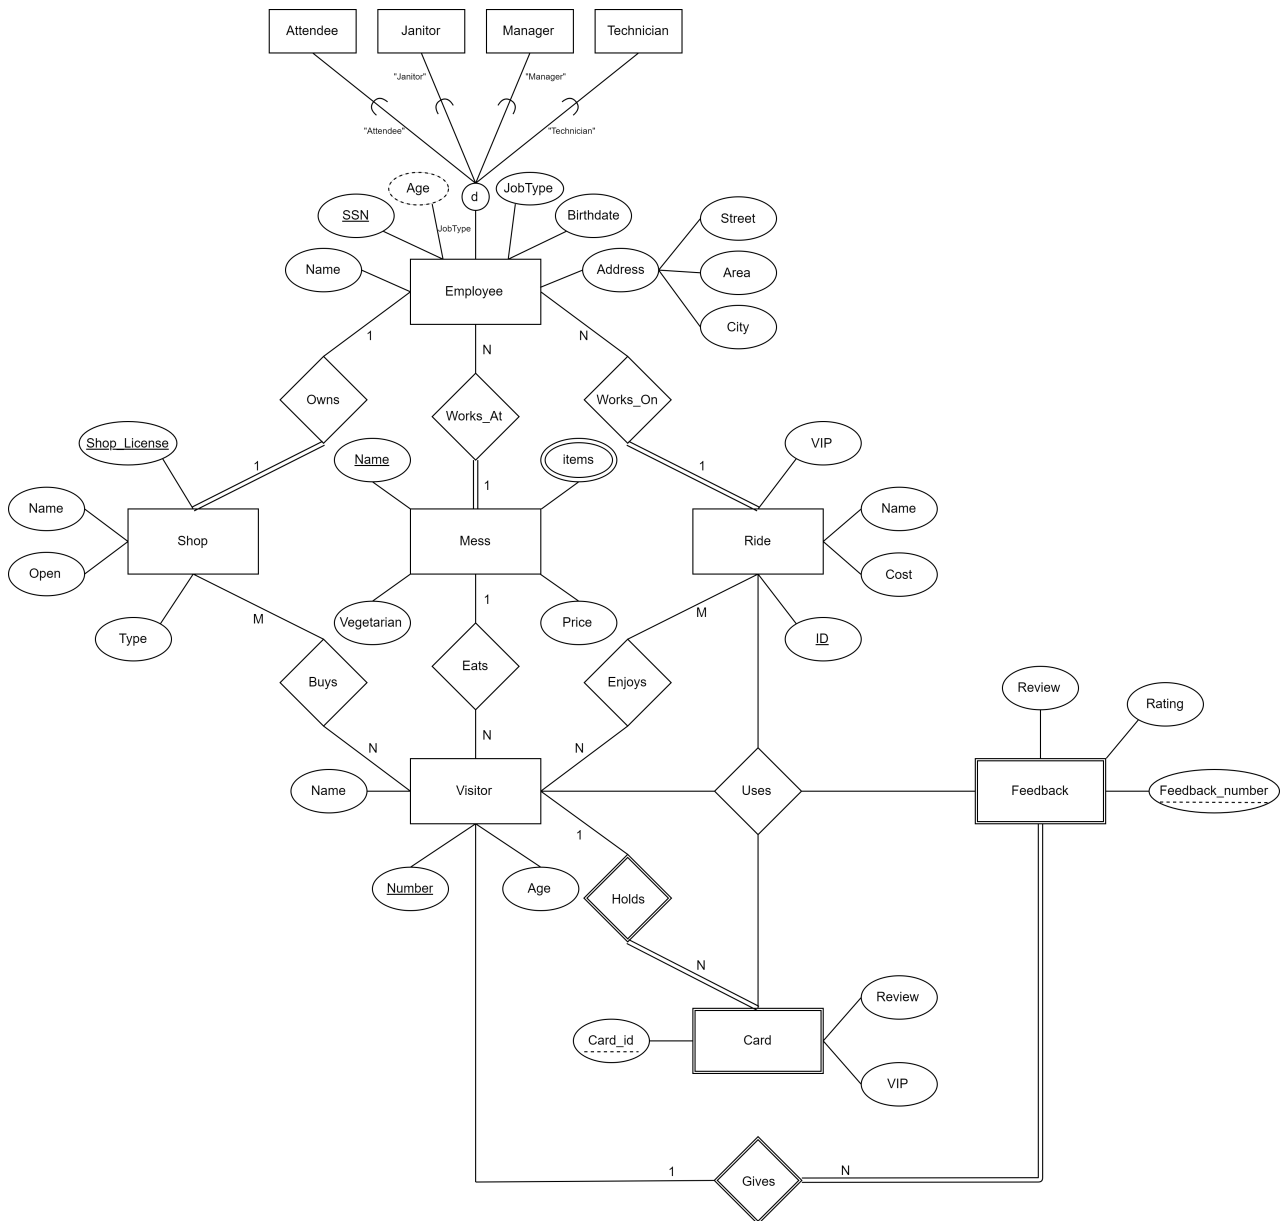 Attendee
Janitor
Manager
Technician
"Janitor"
"Manager"
"Attendee"
"Technician"
Age
JobType
d
SSN
Birthdate
Street
JobType
Name
Employee
Address
Area
City
1
N
N
Owns
Works_At
Works_On
Shop_License
VIP
Name
items
1
1
1
Name
Name
Shop
Mess
Ride
Open
Cost
Type
M
1
M
Vegetarian
Price
ID
Buys
Eats
Enjoys
Review
Rating
N
N
N
Name
Visitor
Uses
Feedback
Feedback_number
1
Number
Age
Holds
N
Review
Card_id
Card
VIP
1
N
Gives